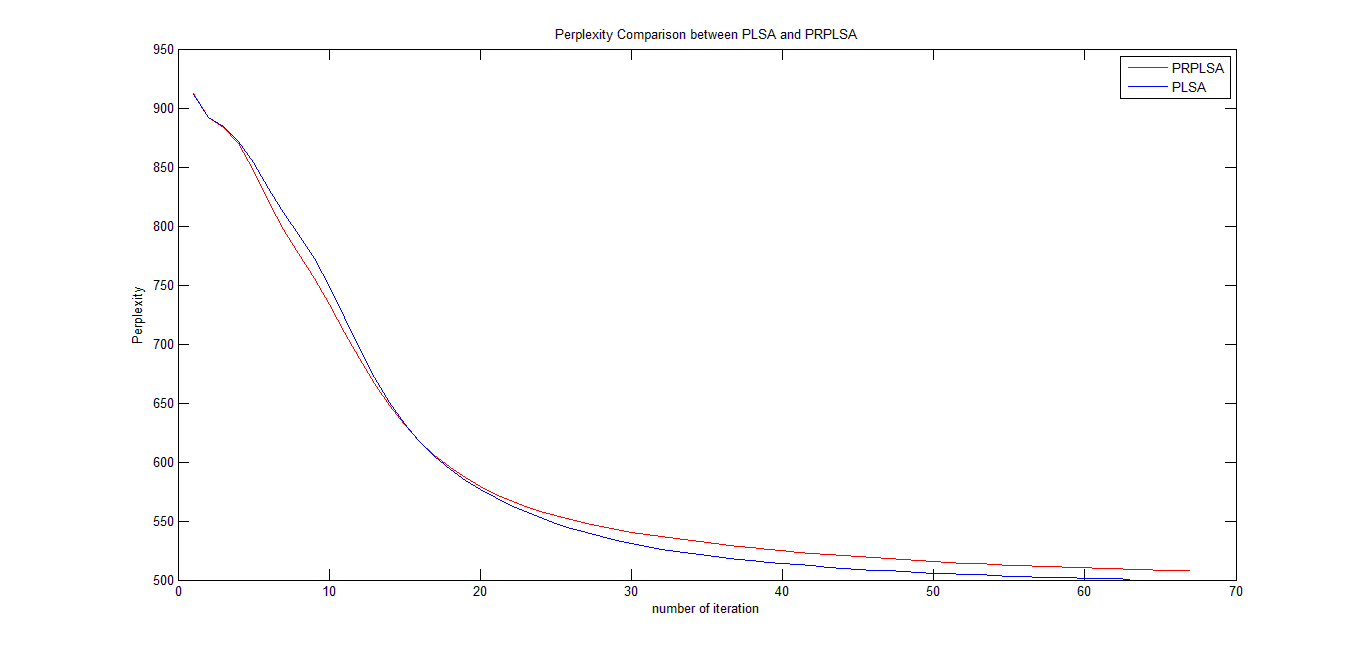 Perplexity Comparison between PLSA and PRPLSA
PRPLSA
PLSA
Perplexity
950
900
850
800
750
700
650
600
550
500
0 10 20 30 40 50 60 70
number of iteration